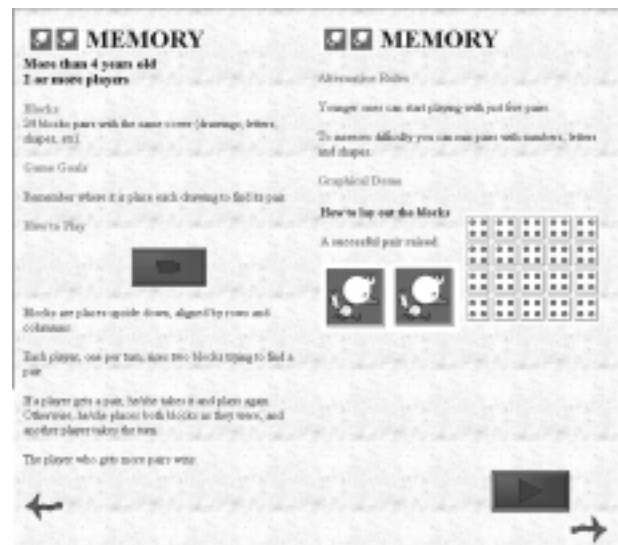 MEMORY
More than 4 years old
2 or more players
Blocks
24 blocks pairs with the same cover (drawings, letters,
shapes, etc)
Game Goals
Remember where it is place each drawing to find its pair
How to Play
Blocks are places upside down, aligned by rows and
columns
Each player, one per turn, rises two blocks trying to find a
pair
If a player gets a pair, he/she takes it and plays again.
Otherwise, he/she places both blocks as they were, and
another player takes the turn.
The player who gets more pairs wins
MEMORY
Alternative Rules
Younger ones can start playing with just five pairs
To increase difficulty you can mix pairs with numbers, letters
and shapes.
Graphical Demo
How to lay out the blocks
A successful pair raised